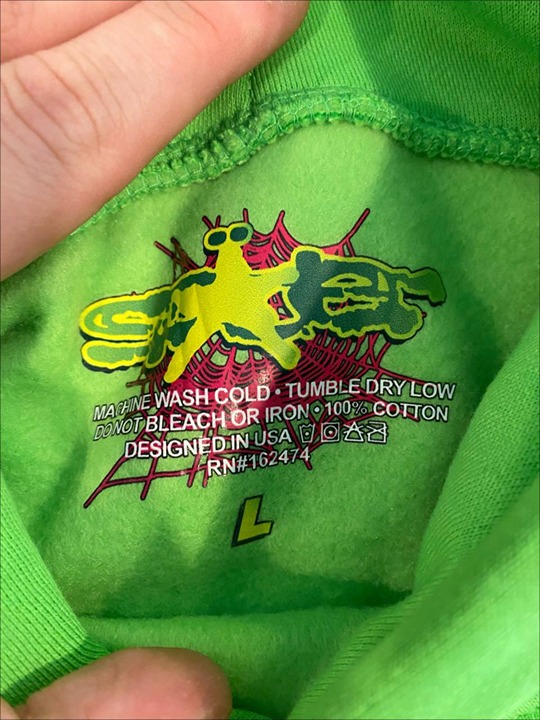 MACHINE WASH COLD • TUMBLE DRY LOW
DO NOT BLEACH OR IRON • 100% COTTON
DESIGNED IN USA
RN#162474
L